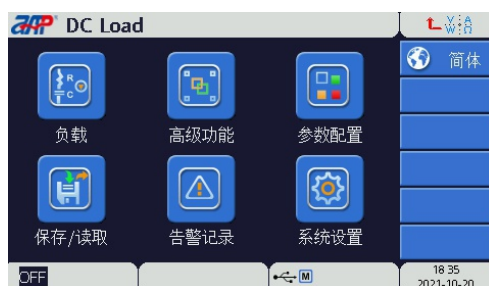 DC Load
简体
R
C
负载
高级功能
参数配置
保存/读取
告警记录
系统设置
OFF
M
18 35
2021-10-20